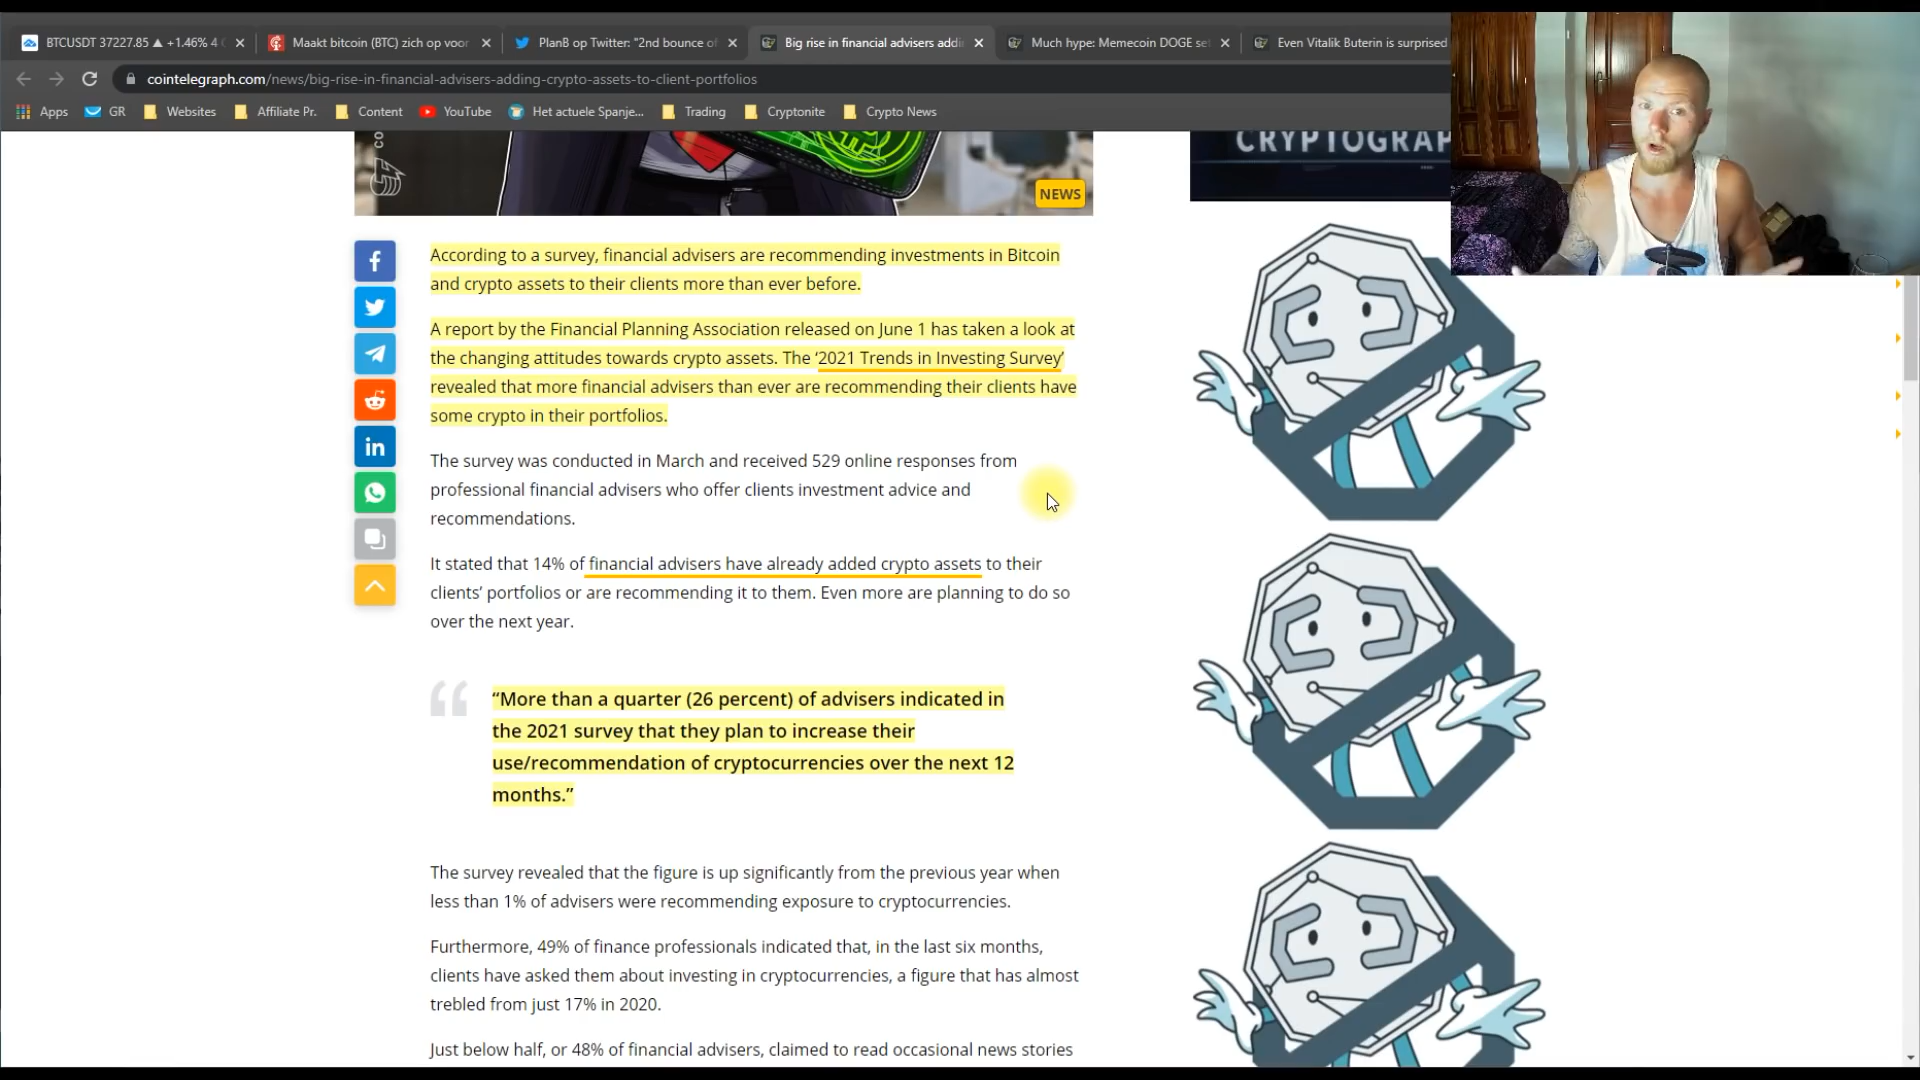 BTCUSDT 37227.85 ▲ +1.46% 4
Maakt bitcoin (BTC) zich op voor
PlanB op Twitter: "2nd bounce of
Big rise in financial advisers addi
Much hype: Memecoin DOGE se
Even Vitalik Buterin is surprised
cointelegraph.com/news/big-rise-in-financial-advisers-adding-crypto-assets-to-client-portfolios
Apps
GR
Websites
Affiliate Pr.
Content
YouTube
Het actuele Spanje...
Trading
Cryptonite
Crypto News
co
NEWS
CRYPTOGRAP
According to a survey, financial advisers are recommending investments in Bitcoin
and crypto assets to their clients more than ever before.
A report by the Financial Planning Association released on June 1 has taken a look at
the changing attitudes towards crypto assets. The ‘2021 Trends in Investing Survey’
revealed that more financial advisers than ever are recommending their clients have
some crypto in their portfolios.
The survey was conducted in March and received 529 online responses from
professional financial advisers who offer clients investment advice and
recommendations.
It stated that 14% of financial advisers have already added crypto assets to their
clients’ portfolios or are recommending it to them. Even more are planning to do so
over the next year.
“More than a quarter (26 percent) of advisers indicated in
the 2021 survey that they plan to increase their
use/recommendation of cryptocurrencies over the next 12
months.”
The survey revealed that the figure is up significantly from the previous year when
less than 1% of advisers were recommending exposure to cryptocurrencies.
Furthermore, 49% of finance professionals indicated that, in the last six months,
clients have asked them about investing in cryptocurrencies, a figure that has almost
trebled from just 17% in 2020.
Just below half, or 48% of financial advisers, claimed to read occasional news stories